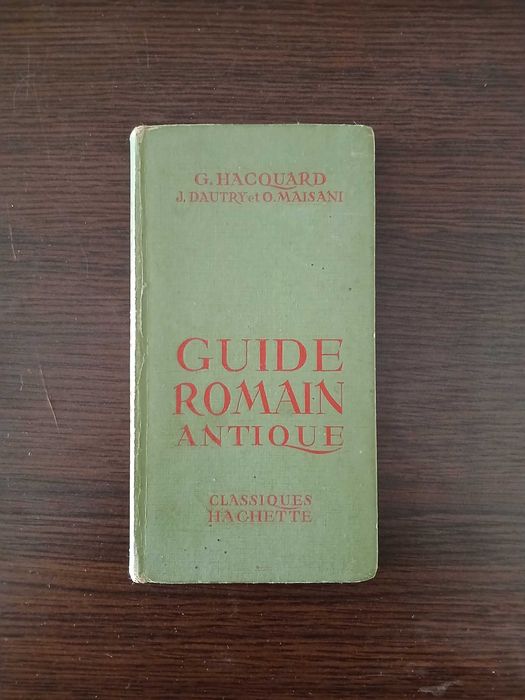 G. HACQUARD
J. DAUTRY et O. MAISANI
GUIDE
ROMAIN
ANTIQUE
CLASSIQUES
HACHETTE